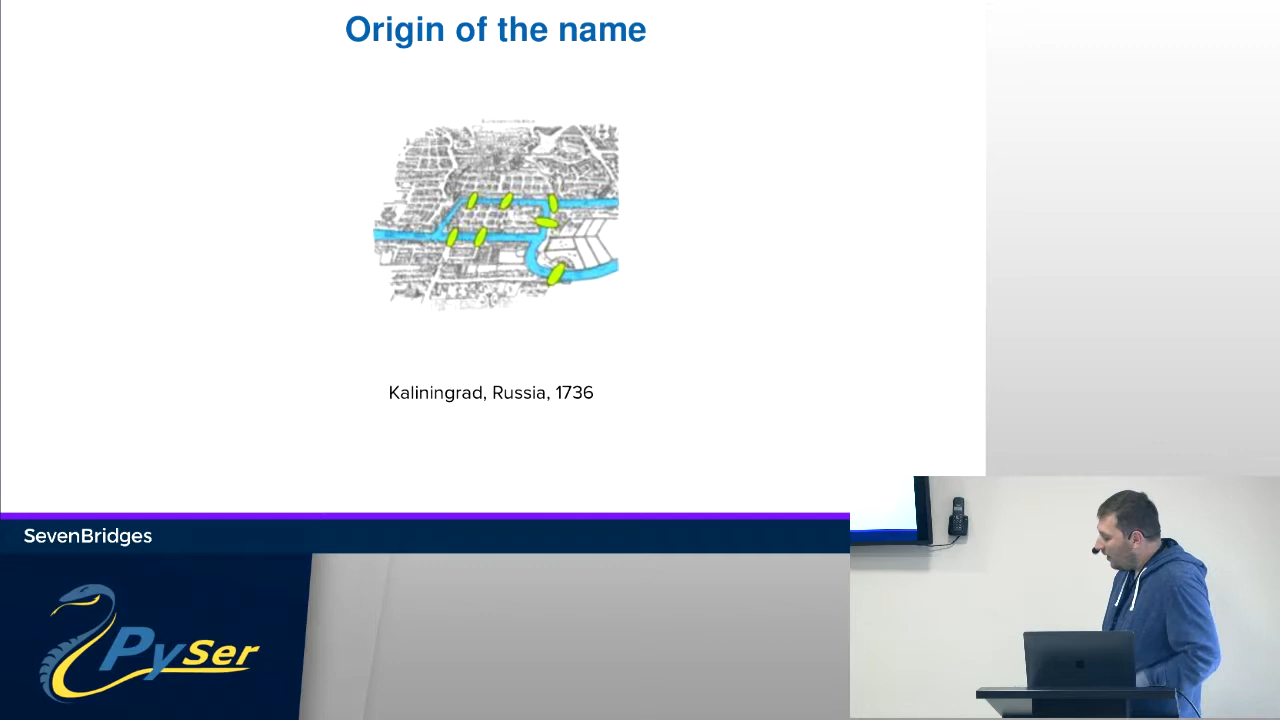 Origin of the name
Kaliningrad, Russia, 1736
SevenBridges
PySer